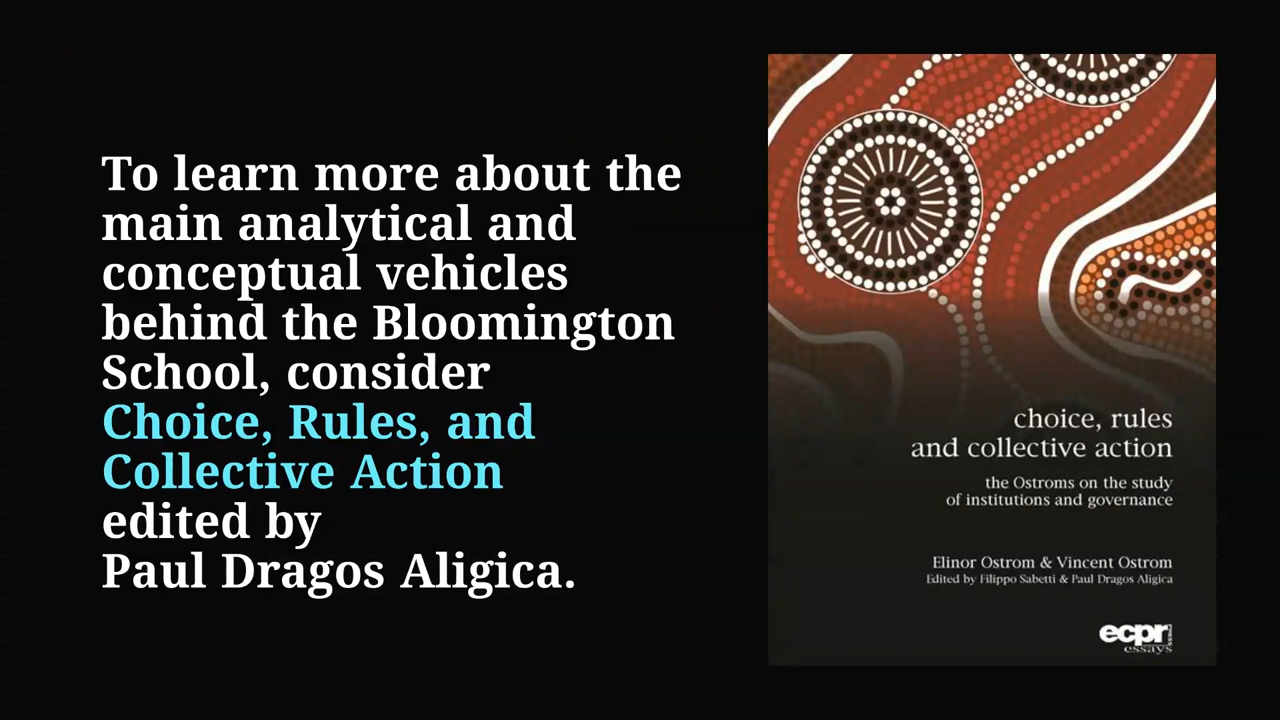 To learn more about the
main analytical and
conceptual vehicles
behind the Bloomington
School, consider
Choice, Rules, and
Collective Action
edited by
Paul Dragos Aligica.
choice, rules
and collective action
the Ostroms on the study
of institutions and governance
Elinor Ostrom & Vincent Ostrom
Edited by Filippo Sabetti & Paul Dragos Aligica
ecpr PRESS
essays